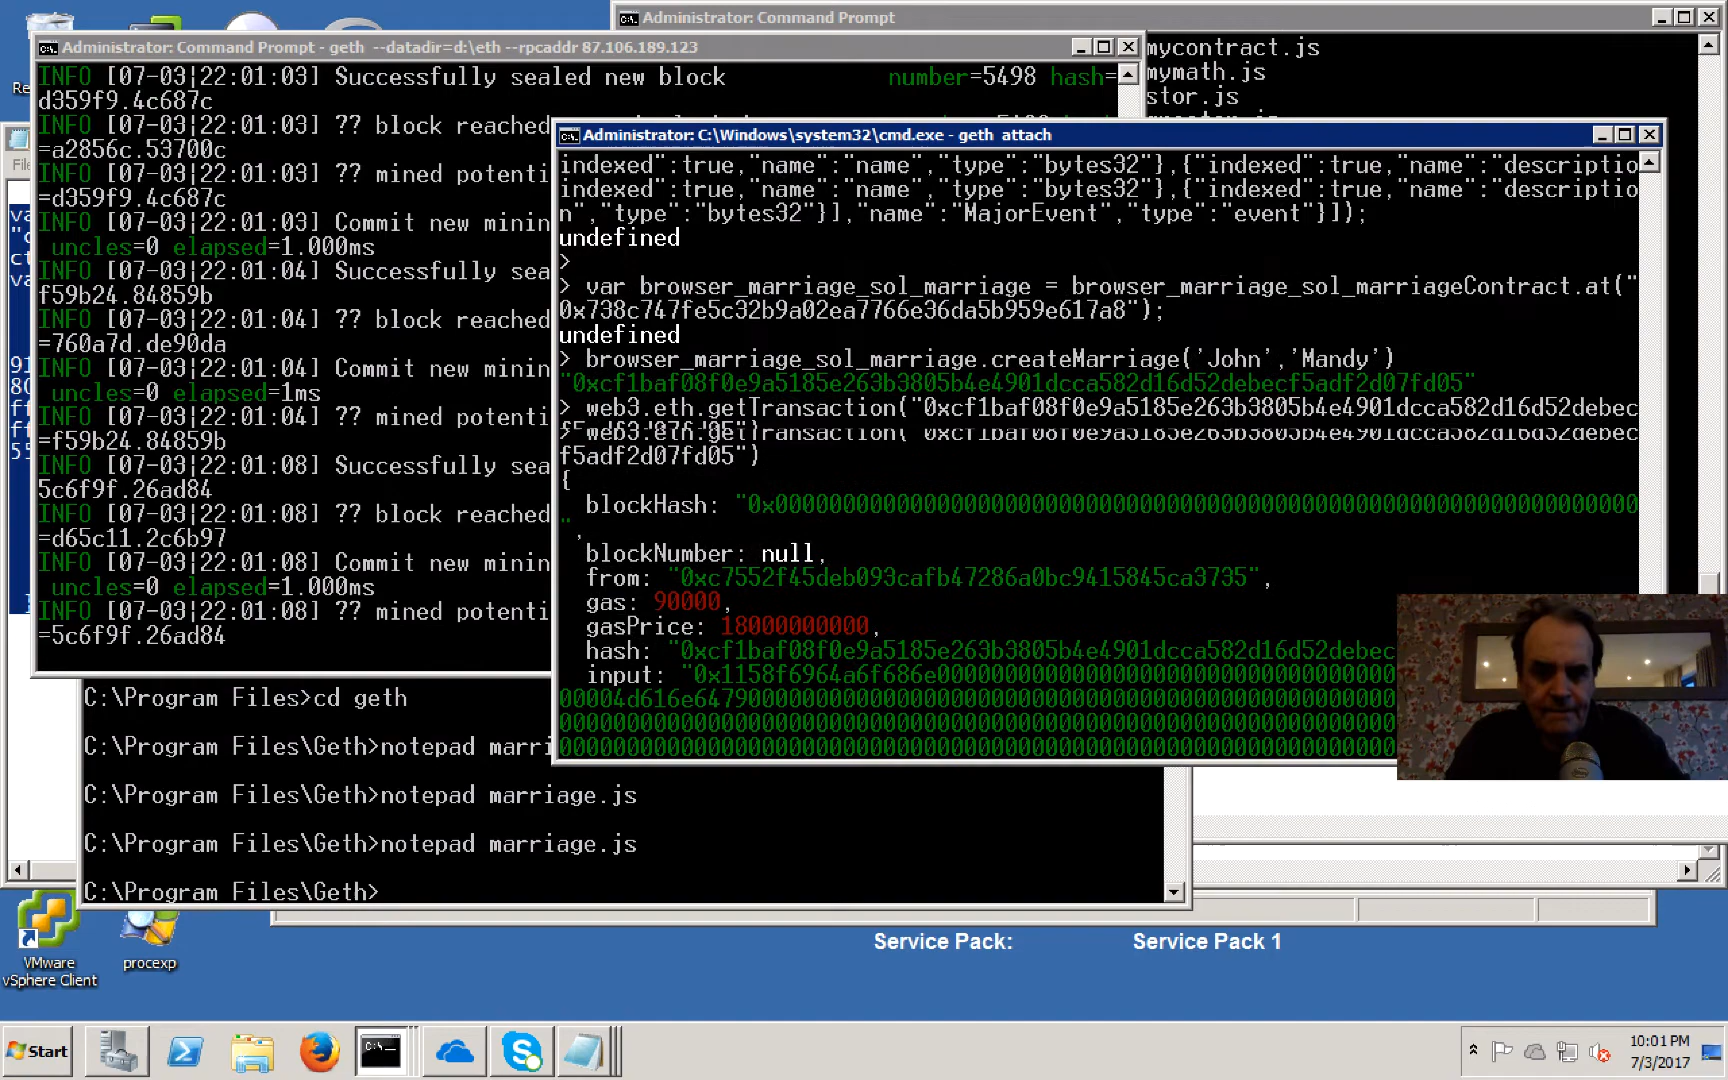 Administrator: Command Prompt
mycontract.js
mymath.js
stor.js
Administrator: Command Prompt - geth --datadir=d:\eth --rpcaddr 87.106.189.123
INFO [07-03|22:01:03] Successfully sealed new block number=5498 hash=
d359f9.4c687c
INFO [07-03|22:01:03] ?? block reached
=a2856c.53700c
INFO [07-03|22:01:03] ?? mined potenti
=d359f9.4c687c
INFO [07-03|22:01:03] Commit new minin
uncles=0 elapsed=1.000ms
INFO [07-03|22:01:04] Successfully sea
f59b24.84859b
INFO [07-03|22:01:04] ?? block reached
=760a7d.de90da
INFO [07-03|22:01:04] Commit new minin
uncles=0 elapsed=1ms
INFO [07-03|22:01:04] ?? mined potenti
=f59b24.84859b
INFO [07-03|22:01:08] Successfully sea
5c6f9f.26ad84
INFO [07-03|22:01:08] ?? block reached
=d65c11.2c6b97
INFO [07-03|22:01:08] Commit new minin
uncles=0 elapsed=1.000ms
INFO [07-03|22:01:08] ?? mined potenti
=5c6f9f.26ad84
Administrator: C:\Windows\system32\cmd.exe - geth attach
indexed":true,"name":"name","type":"bytes32"},{"indexed":true,"name":"descriptio
indexed":true,"name":"name","type":"bytes32"},{"indexed":true,"name":"descriptio
n","type":"bytes32"}],"name":"MajorEvent","type":"event"}]);
undefined
>
> var browser_marriage_sol_marriage = browser_marriage_sol_marriageContract.at("
0x738c747fe5c32b9a02ea7766e36da5b959e617a8");
undefined
> browser_marriage_sol_marriage.createMarriage('John','Mandy')
"0xcf1baf08f0e9a5185e263b3805b4e4901dcca582d16d52debecf5adf2d07fd05"
> web3.eth.getTransaction("0xcf1baf08f0e9a5185e263b3805b4e4901dcca582d16d52debec
> web3.eth.getTransaction("0xcf1baf08f0e9a5185e263b3805b4e4901dcca582d16d52debec
f5adf2d07fd05")
{
blockHash: "0x0000000000000000000000000000000000000000000000000000000000000000
",
blockNumber: null,
from: "0xc7552f45deb093cafb47286a0bc9415845ca3735",
gas: 90000,
gasPrice: 18000000000,
hash: "0xcf1baf08f0e9a5185e263b3805b4e4901dcca582d16d52debec
input: "0x1158f6964a6f686e0000000000000000000000000000000000
00004d616e64790000000000000000000000000000000000000000000000
00000000000000000000000000000000000000000000000000000000000000
00000000000000000000000000000000000000000000000000000000000000
C:\Program Files>cd geth
C:\Program Files\Geth>notepad marri
C:\Program Files\Geth>notepad marriage.js
C:\Program Files\Geth>notepad marriage.js
C:\Program Files\Geth>
Service Pack: Service Pack 1
VMware
vSphere Client
procexp
Start
10:01 PM
7/3/2017